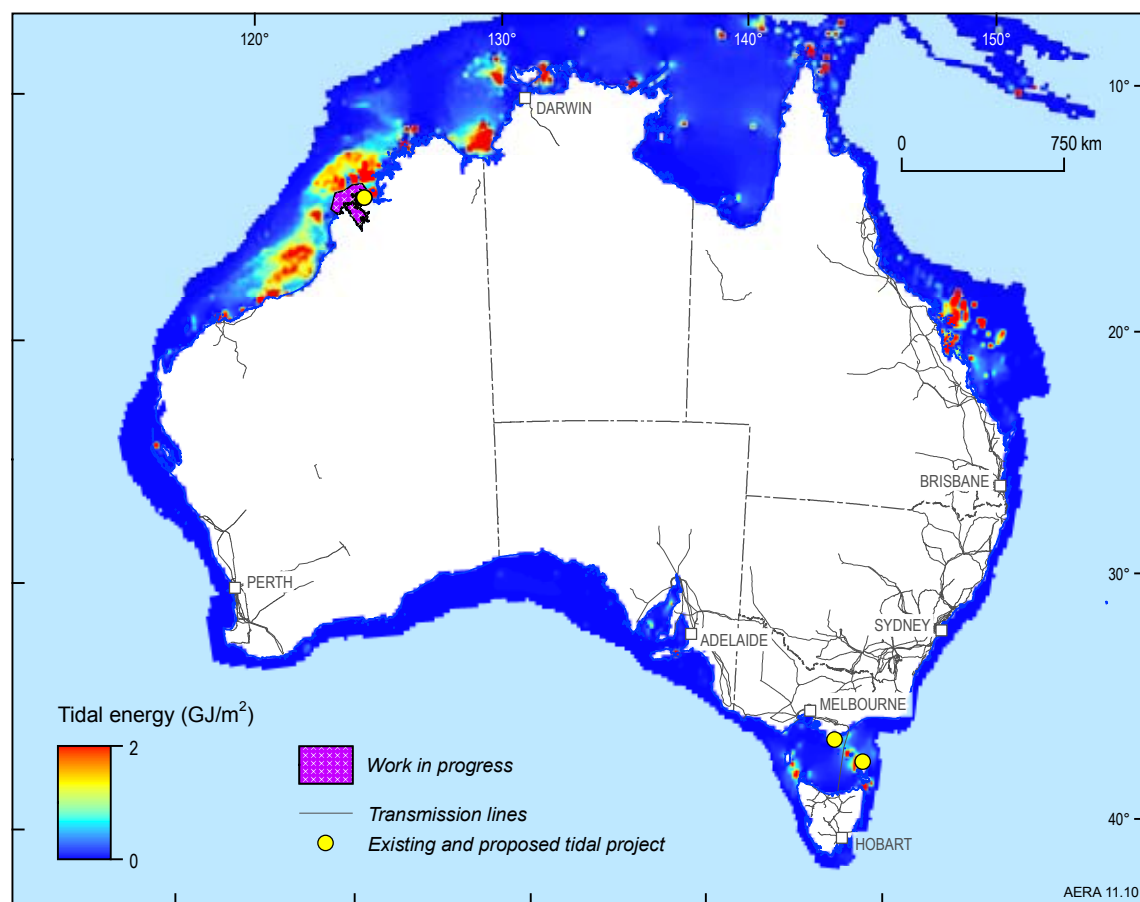 120°
130°
140°
150°
10°
DARWIN
0
750 km
20°
BRISBANE
30°
PERTH
SYDNEY
ADELAIDE
MELBOURNE
Tidal energy (GJ/m²)
2
0
Work in progress
Transmission lines
Existing and proposed tidal project
40°
HOBART
AERA 11.10